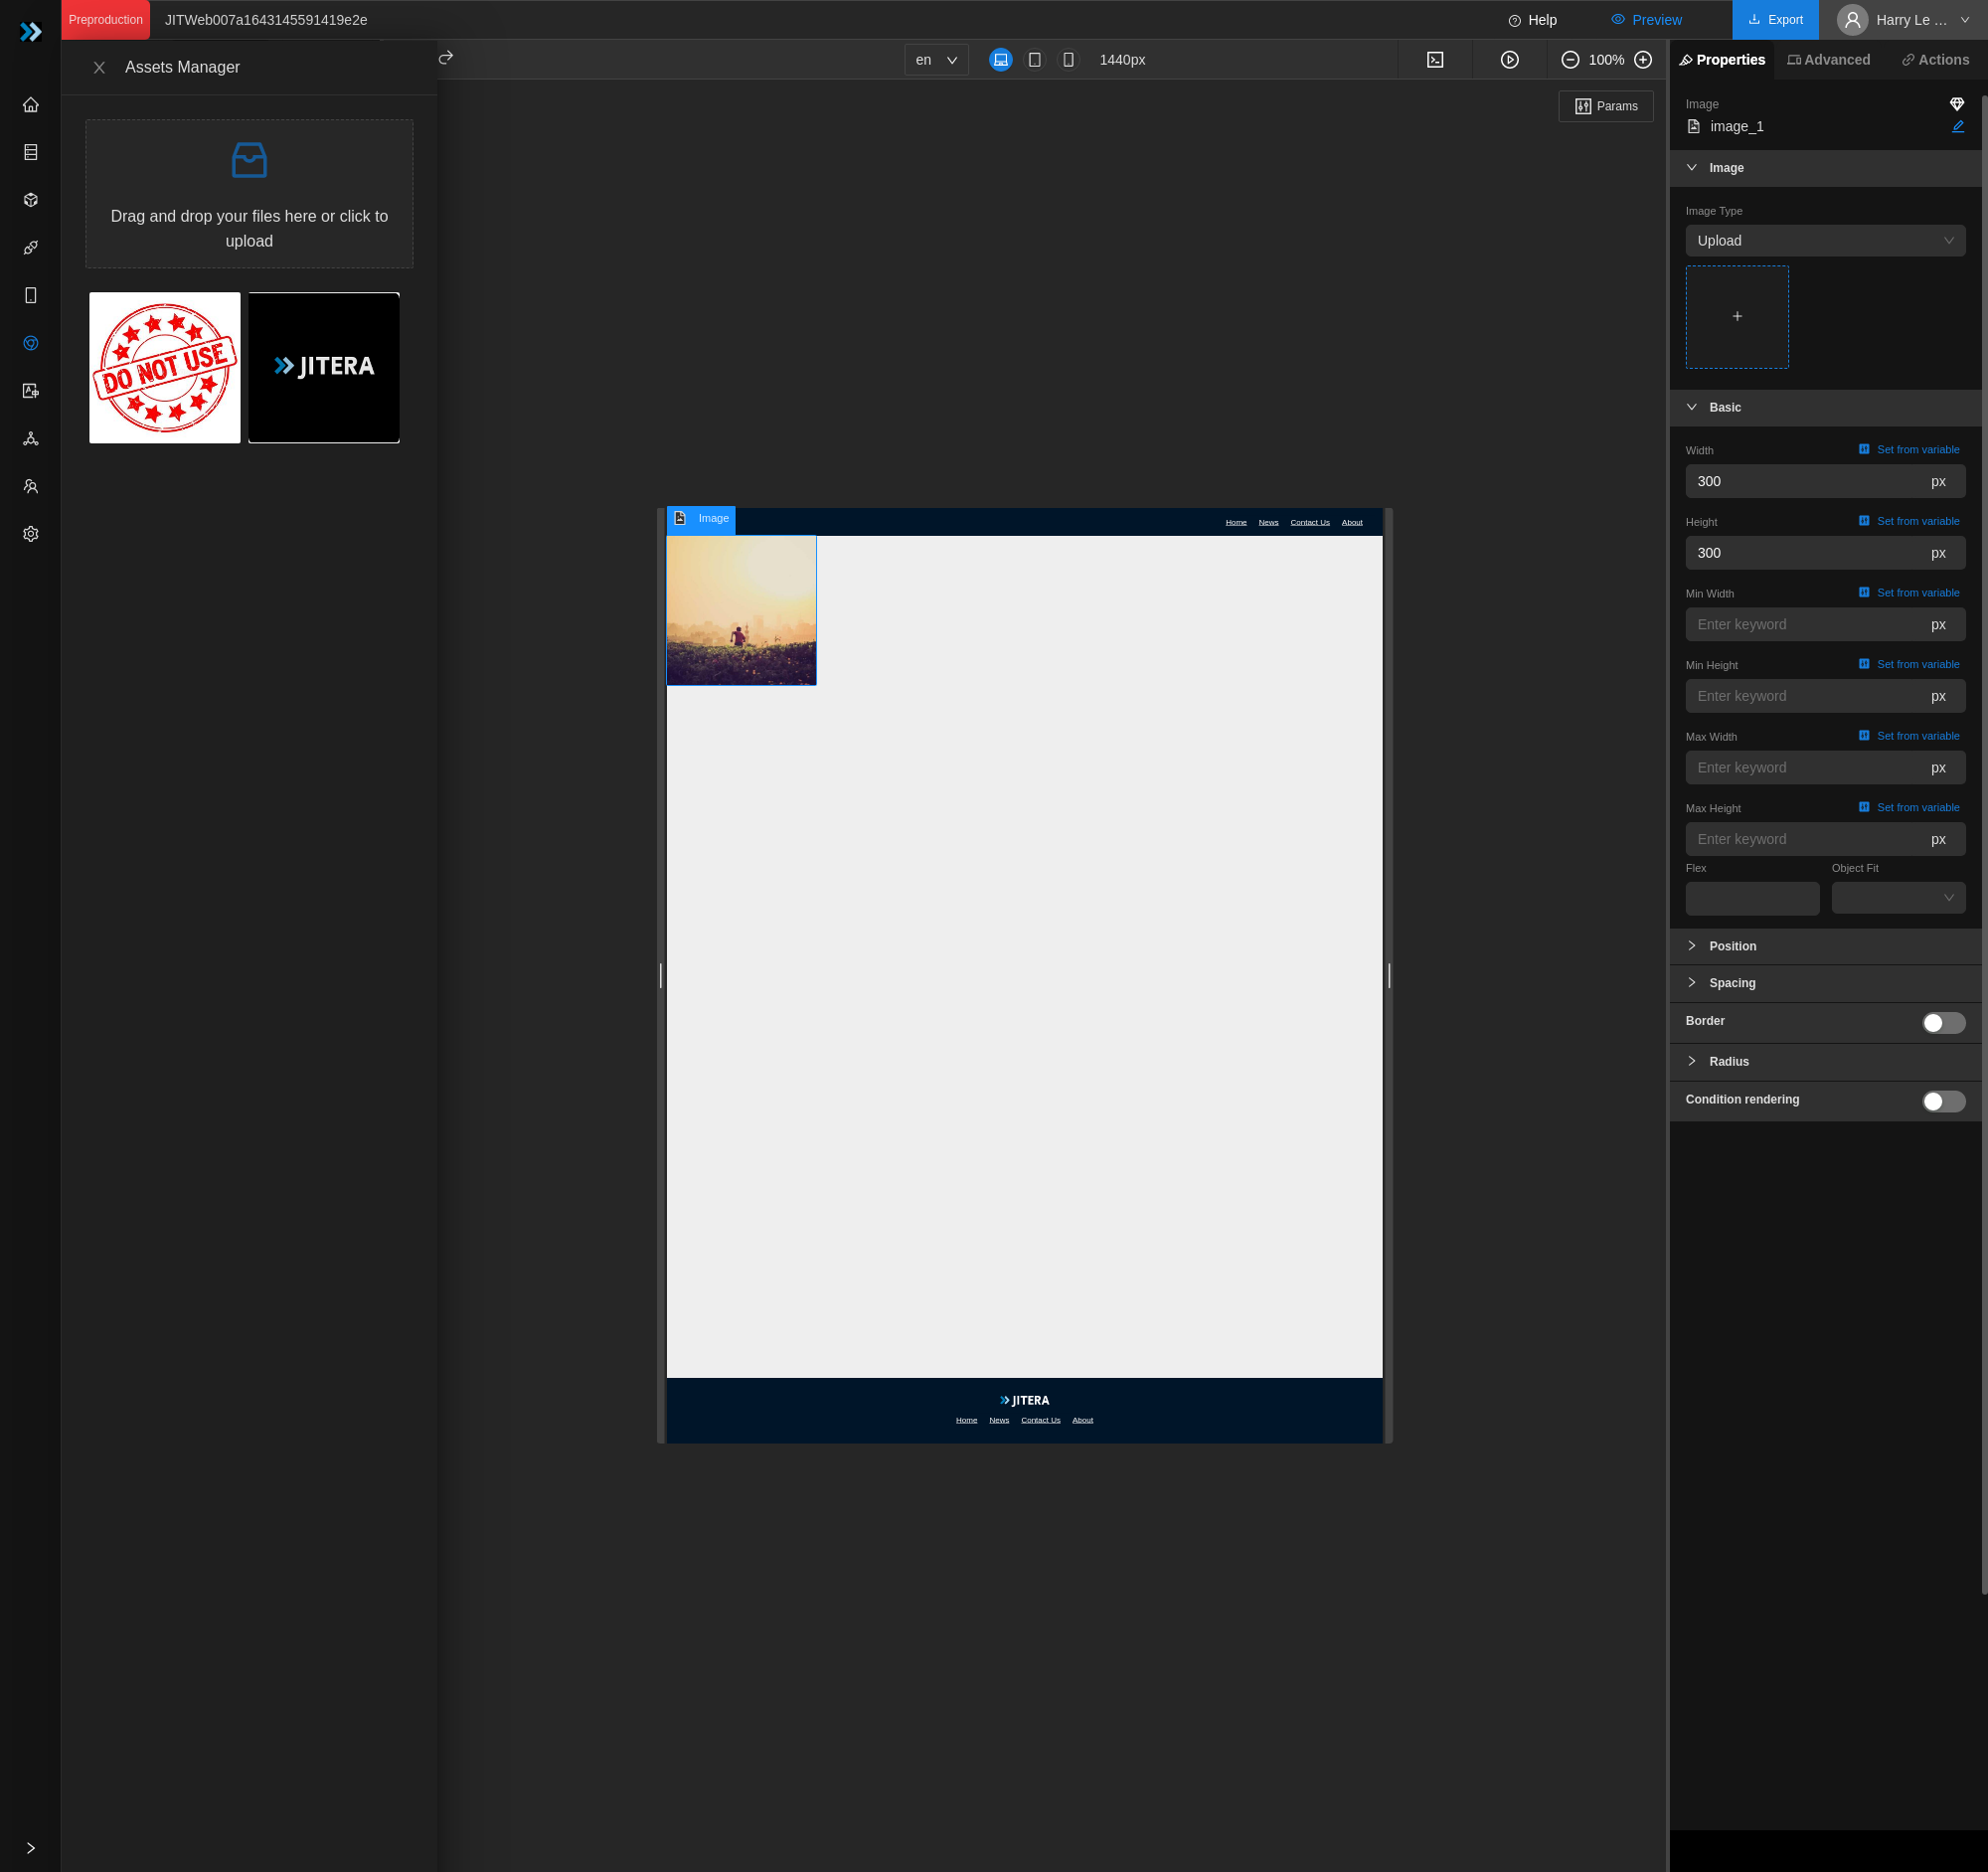 Preproduction
JITWeb007a1643145591419e2e
Help
Preview
Export
Harry Le ...
Assets Manager
en
1440px
100%
Properties
Advanced
Actions
Params
Drag and drop your files here or click to
upload
DO NOT USE
JITERA
Image
Home
News
Contact Us
About
JITERA
Home
News
Contact Us
About
Image
image_1
Image
Image Type
Upload
Basic
Width
Set from variable
300
px
Height
Set from variable
300
px
Min Width
Set from variable
Enter keyword
px
Min Height
Set from variable
Enter keyword
px
Max Width
Set from variable
Enter keyword
px
Max Height
Set from variable
Enter keyword
px
Flex
Object Fit
Position
Spacing
Border
Radius
Condition rendering